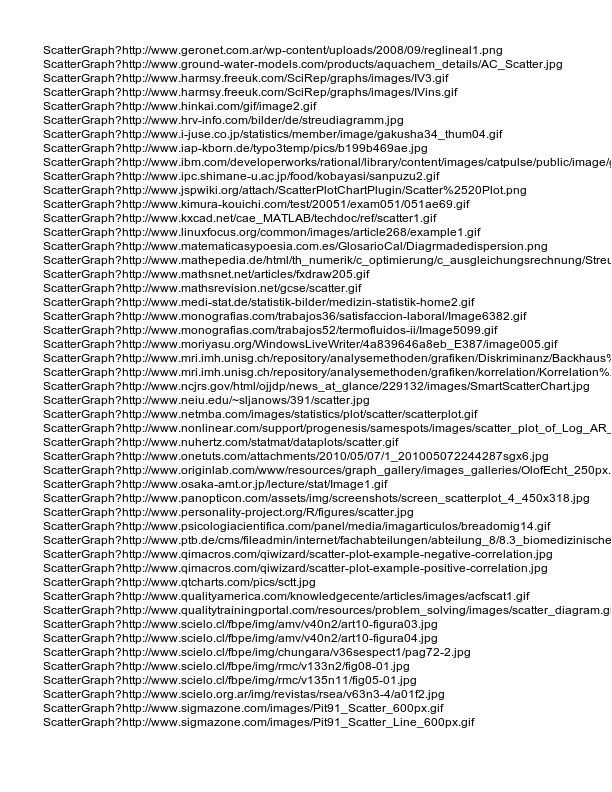 ScatterGraph?http://www.geronet.com.ar/wp-content/uploads/2008/09/reglineal1.png
ScatterGraph?http://www.ground-water-models.com/products/aquachem_details/AC_Scatter.jpg
ScatterGraph?http://www.harmsy.freeuk.com/SciRep/graphs/images/IV3.gif
ScatterGraph?http://www.harmsy.freeuk.com/SciRep/graphs/images/IVins.gif
ScatterGraph?http://www.hinkai.com/gif/image2.gif
ScatterGraph?http://www.hrv-info.com/bilder/de/streudiagramm.jpg
ScatterGraph?http://www.i-juse.co.jp/statistics/member/image/gakusha34_thum04.gif
ScatterGraph?http://www.iap-kborn.de/typo3temp/pics/b199b469ae.jpg
ScatterGraph?http://www.ibm.com/developerworks/rational/library/content/images/catpulse/public/image/g
ScatterGraph?http://www.ipc.shimane-u.ac.jp/food/kobayasi/sanpuzu2.gif
ScatterGraph?http://www.jspwiki.org/attach/ScatterPlotChartPlugin/Scatter%2520Plot.png
ScatterGraph?http://www.kimura-kouichi.com/test/20051/exam051/051ae69.gif
ScatterGraph?http://www.kxcad.net/cae_MATLAB/techdoc/ref/scatter1.gif
ScatterGraph?http://www.linuxfocus.org/common/images/article268/example1.gif
ScatterGraph?http://www.matematicasypoesia.com.es/GlosarioCal/Diagrmadedispersion.png
ScatterGraph?http://www.mathepedia.de/html/th_numerik/c_optimierung/c_ausgleichungsrechnung/Streu
ScatterGraph?http://www.mathsnet.net/articles/fxdraw205.gif
ScatterGraph?http://www.mathsrevision.net/gcse/scatter.gif
ScatterGraph?http://www.medi-stat.de/statistik-bilder/medizin-statistik-home2.gif
ScatterGraph?http://www.monografias.com/trabajos36/satisfaccion-laboral/Image6382.gif
ScatterGraph?http://www.monografias.com/trabajos52/termofluidos-ii/Image5099.gif
ScatterGraph?http://www.moriyasu.org/WindowsLiveWriter/4a839646a8eb_E387/image005.gif
ScatterGraph?http://www.mri.imh.unisg.ch/repository/analysemethoden/grafiken/Diskriminanz/Backhaus%
ScatterGraph?http://www.mri.imh.unisg.ch/repository/analysemethoden/grafiken/korrelation/Korrelation%2
ScatterGraph?http://www.ncjrs.gov/html/ojjdp/news_at_glance/229132/images/SmartScatterChart.jpg
ScatterGraph?http://www.neiu.edu/~sljanows/391/scatter.jpg
ScatterGraph?http://www.netmba.com/images/statistics/plot/scatter/scatterplot.gif
ScatterGraph?http://www.nonlinear.com/support/progenesis/samespots/images/scatter_plot_of_Log_AR_
ScatterGraph?http://www.nuhertz.com/statmat/dataplots/scatter.gif
ScatterGraph?http://www.onetuts.com/attachments/2010/05/07/1_201005072244287sgx6.jpg
ScatterGraph?http://www.originlab.com/www/resources/graph_gallery/images_galleries/OlofEcht_250px.
ScatterGraph?http://www.osaka-amt.or.jp/lecture/stat/Image1.gif
ScatterGraph?http://www.panopticon.com/assets/img/screenshots/screen_scatterplot_4_450x318.jpg
ScatterGraph?http://www.personality-project.org/R/figures/scatter.jpg
ScatterGraph?http://www.psicologiacientifica.com/panel/media/imagarticulos/breadomig14.gif
ScatterGraph?http://www.ptb.de/cms/fileadmin/internet/fachabteilungen/abteilung_8/8.3_biomedizinische
ScatterGraph?http://www.qimacros.com/qiwizard/scatter-plot-example-negative-correlation.jpg
ScatterGraph?http://www.qimacros.com/qiwizard/scatter-plot-example-positive-correlation.jpg
ScatterGraph?http://www.qtcharts.com/pics/sctt.jpg
ScatterGraph?http://www.qualityamerica.com/knowledgecente/articles/images/acfscat1.gif
ScatterGraph?http://www.qualitytrainingportal.com/resources/problem_solving/images/scatter_diagram.gi
ScatterGraph?http://www.scielo.cl/fbpe/img/amv/v40n2/art10-figura03.jpg
ScatterGraph?http://www.scielo.cl/fbpe/img/amv/v40n2/art10-figura04.jpg
ScatterGraph?http://www.scielo.cl/fbpe/img/chungara/v36sespect1/pag72-2.jpg
ScatterGraph?http://www.scielo.cl/fbpe/img/rmc/v133n2/fig08-01.jpg
ScatterGraph?http://www.scielo.cl/fbpe/img/rmc/v135n11/fig05-01.jpg
ScatterGraph?http://www.scielo.org.ar/img/revistas/rsea/v63n3-4/a01f2.jpg
ScatterGraph?http://www.sigmazone.com/images/Pit91_Scatter_600px.gif
ScatterGraph?http://www.sigmazone.com/images/Pit91_Scatter_Line_600px.gif